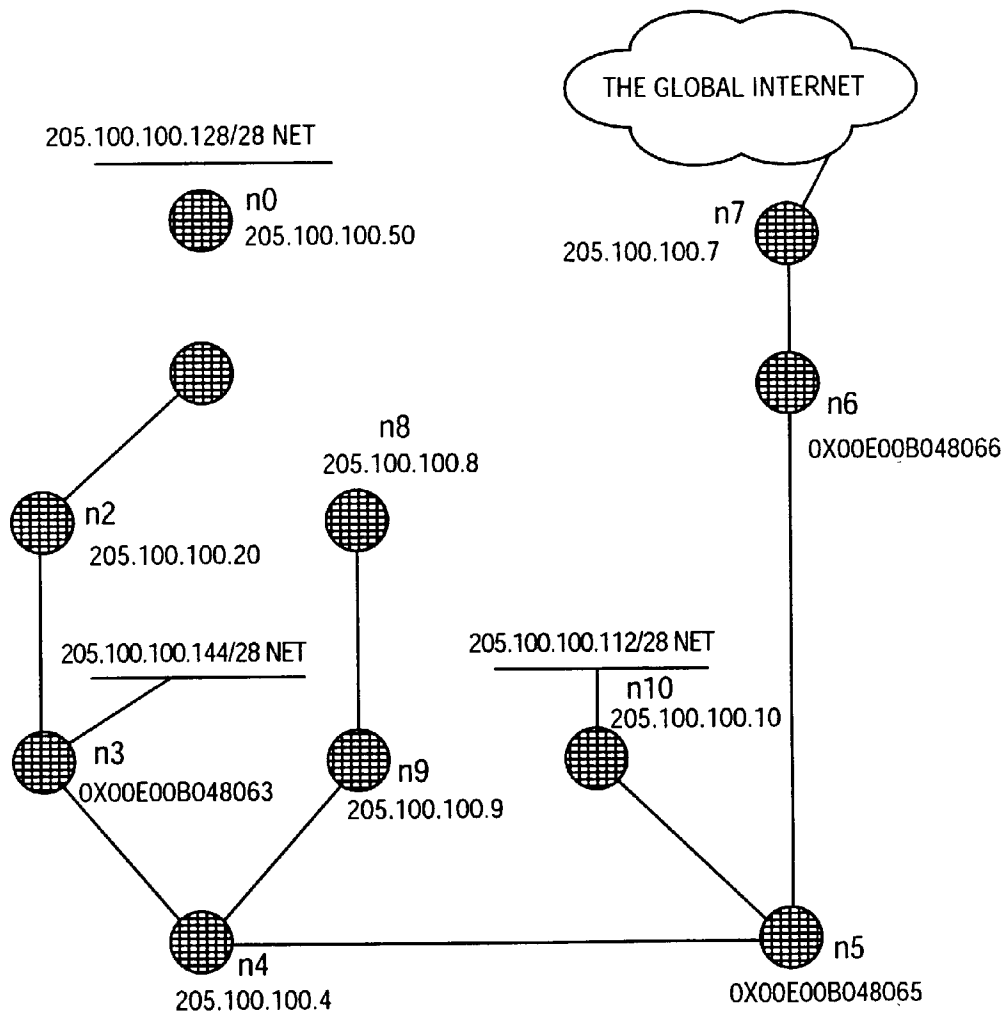 THE GLOBAL INTERNET
205.100.100.128/28 NET
n0
205.100.100.50
n7
205.100.100.7
n6
0X00E00B048066
n8
205.100.100.8
n2
205.100.100.20
205.100.100.144/28 NET
205.100.100.112/28 NET
n10
205.100.100.10
n3
0X00E00B048063
n9
205.100.100.9
n4
205.100.100.4
n5
0X00E00B048065